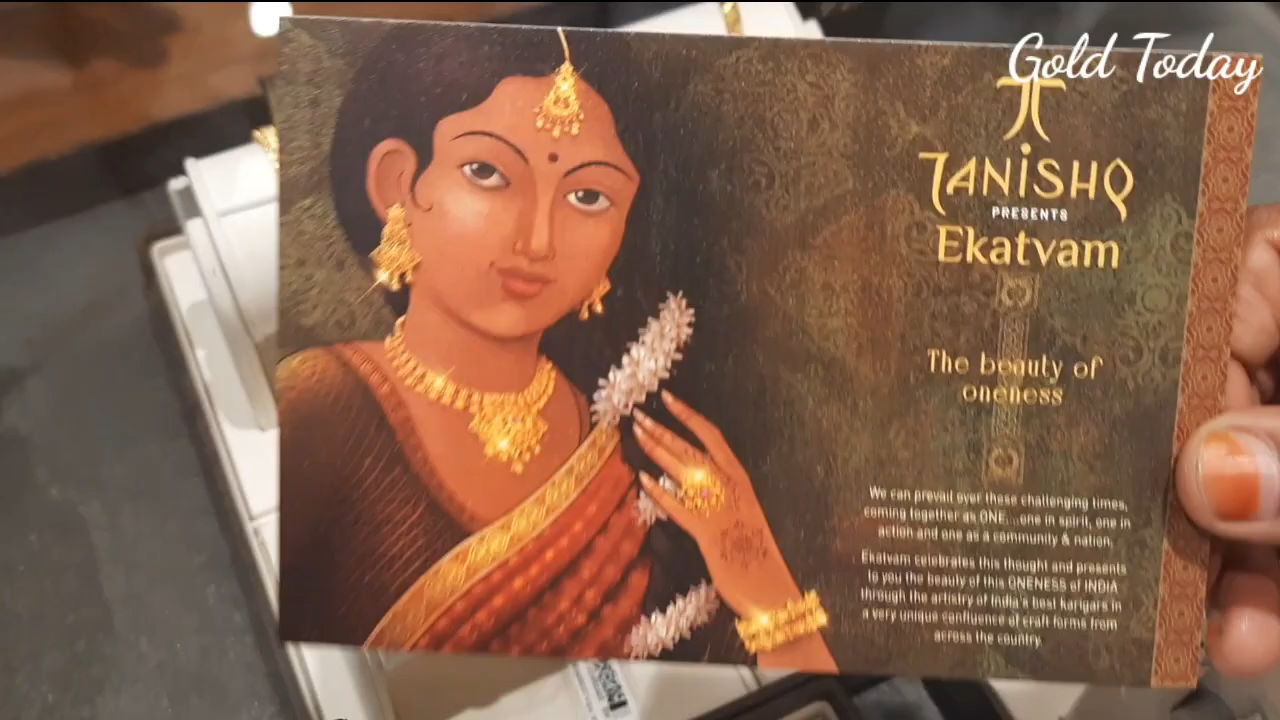 Gold Today
TANISHQ
PRESENTS
Ekatvam
The beauty of
oneness
We can prevail over these challenging times,
coming together as ONE...one in spirit, one in
action and one as a community & nation.
Ekatvam celebrates this thought and presents
to you the beauty of this ONENESS of INDIA
through the artistry of India's best Karigars in
a very unique confluence of craft forms from
across the country.